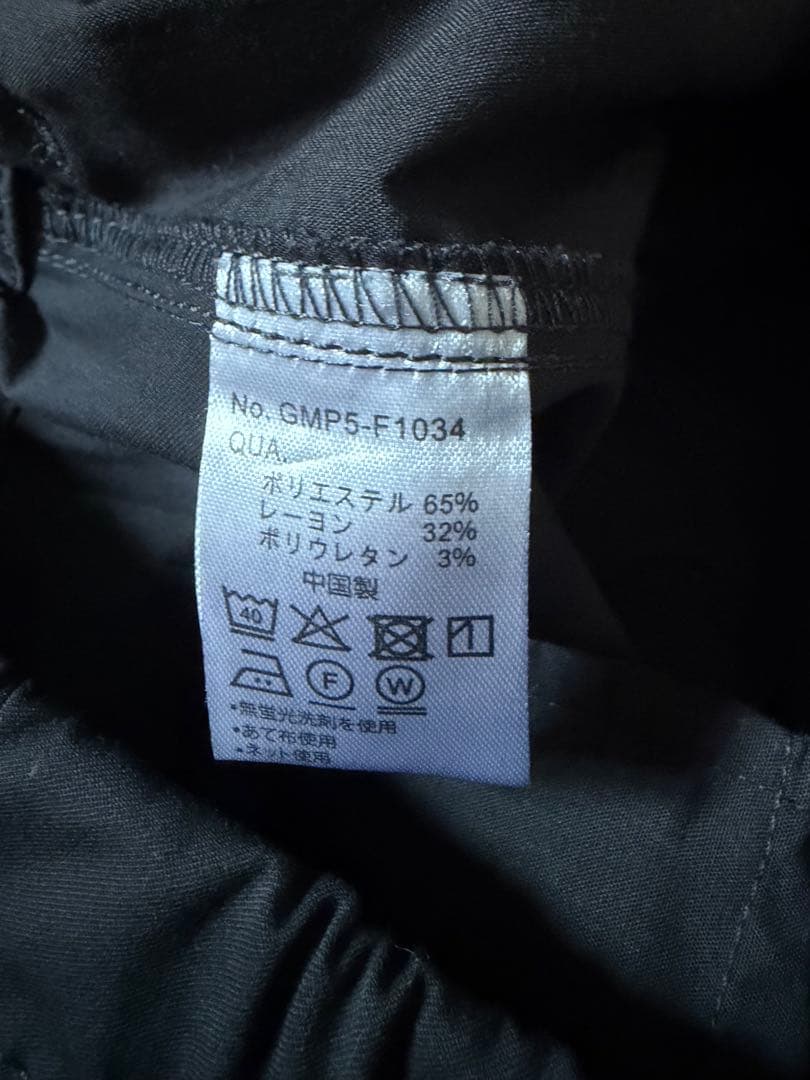 No. GMP5-F1034
QUA.
ポリエステル 65%
レーヨン 32%
ポリウレタン 3%
中国製
40
F W
•無蛍光洗剤を使用
•あて布使用
•ネット使用